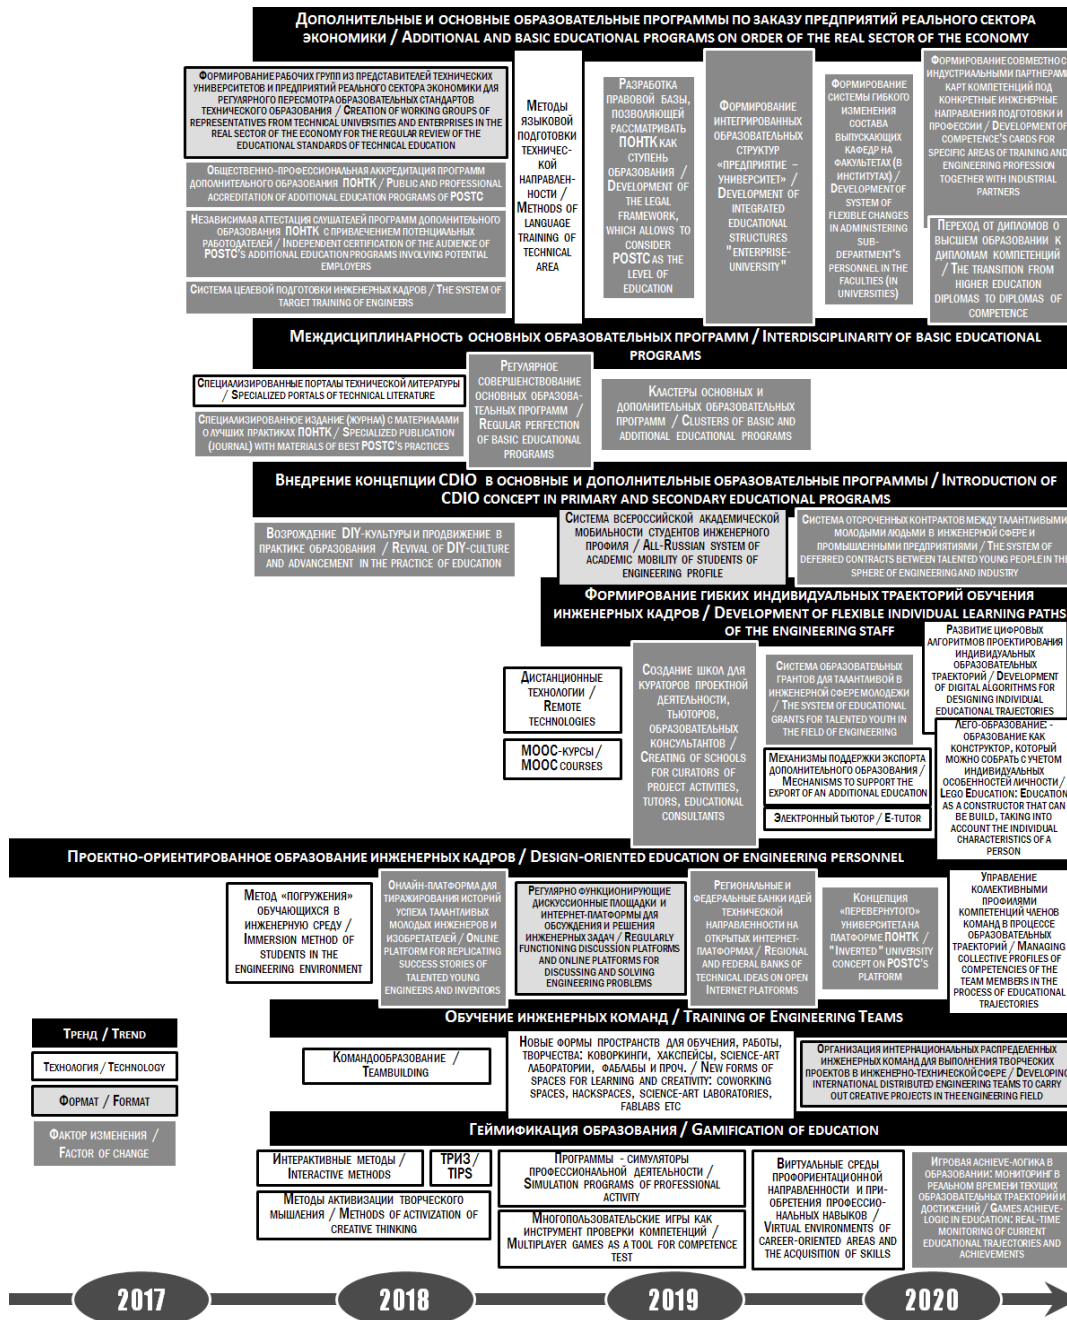 Дополнительные и основные образовательные программы по заказу предприятий реального сектора
экономики / Additional and basic educational programs on order of the real sector of the economy
Формирование рабочих групп из представителей технических
университетов и предприятий реального сектора экономики для
регулярного пересмотра образовательных стандартов
технического образования / Creation of working groups of
representatives from technical universities and enterprises in the
real sector of the economy for the regular review of the
educational standards of technical education
Общественно-профессиональная аккредитация программ
дополнительного образования ПОНТК / Public and professional
accreditation of additional education programs of POSTC
Независимая аттестация слушателей программ дополнительного
образования ПОНТК с привлечением потенциальных
работодателей / Independent certification of the audience of
POSTC's additional education programs involving potential
employers
Система целевой подготовки инженерных кадров / The system of
target training of engineers
Методы
языковой
подготовки
техничес-
кой
направлен-
ности /
Methods of
language
training of
technical
area
Разработка
правовой базы,
позволяющей
рассматривать
ПОНТК как
ступень
образования /
Development of
the legal
framework,
which allows to
consider
POSTC as the
level of
education
Формирование
интегрированных
образовательных
структур
«предприятие –
университет» /
Development of
integrated
educational
structures
"enterprise-
university"
Формирование
системы гибкого
изменения
состава
выпускающих
кафедр на
факультетах (в
институтах) /
Development of
system of
flexible changes
in administering
sub-
department's
personnel in the
faculties (in
universities)
Формирование совместно с
индустриальными партнерами
карт компетенций под
конкретные инженерные
направления подготовки и
профессии / Development of
competence's cards for
specific areas of training and
engineering profession
together with industrial
partners
Переход от дипломов о
высшем образовании к
дипломам компетенций
/ The transition from
higher education
diplomas to diplomas of
competence
Междисциплинарность основных образовательных программ / Interdisciplinarity of basic educational
programs
Специализированные порталы технической литературы
/ Specialized portals of technical literature
Специализированное издание (журнал) с материалами
о лучших практиках ПОНТК / Specialized publication
(journal) with materials of best POSTC's practices
Регулярное
совершенствование
основных образова-
тельных программ /
Regular perfection
of basic educational
programs
Кластеры основных и
дополнительных образовательных
программ / Clusters of basic and
additional educational programs
Внедрение концепции CDIO в основные и дополнительные образовательные программы / Introduction of
CDIO concept in primary and secondary educational programs
Возрождение DIY-культуры и продвижение в
практике образования / Revival of DIY-culture
and advancement in the practice of education
Система всероссийской академической
мобильности студентов инженерного
профиля / All-Russian system of
academic mobility of students of
engineering profile
Система отсроченных контрактов между талантливыми
молодыми людьми в инженерной сфере и
промышленными предприятиями / The system of
deferred contracts between talented young people in the
sphere of engineering and industry
Формирование гибких индивидуальных траекторий обучения
инженерных кадров / Development of flexible individual learning paths
of the engineering staff
Дистанционные
технологии /
Remote
technologies
МООС-курсы /
MOOC courses
Создание школ для
кураторов проектной
деятельности,
тьюторов,
образовательных
консультантов /
Creating of schools
for curators of
project activities,
tutors, educational
consultants
Система образовательных
грантов для талантливой в
инженерной сфере молодежи
/ The system of educational
grants for talented youth in
the field of engineering
Механизмы поддержки экспорта
дополнительного образования /
Mechanisms to support the
export of an additional education
Электронный тьютор / E-tutor
Развитие цифровых
алгоритмов проектирования
индивидуальных
образовательных
траекторий / Development
of digital algorithms for
designing individual
educational trajectories
Лего-образование: -
образование как
конструктор, который
можно собрать с учетом
индивидуальных
особенностей личности /
Lego Education: Education
as a constructor that can
be build, taking into
account the individual
characteristics of a
person
Проектно-ориентированное образование инженерных кадров / Design-oriented education of engineering personnel
Метод «погружения»
обучающихся в
инженерную среду /
Immersion method of
students in the
engineering environment
Онлайн-платформа для
тиражирования историй
успеха талантливых
молодых инженеров и
изобретателей / Online
platform for replicating
success stories of
talented young
engineers and inventors
Регулярно функционирующие
дискуссионные площадки и
интернет-платформы для
обсуждения и решения
инженерных задач / Regularly
functioning discussion platforms
and online platforms for
discussing and solving
engineering problems
Региональные и
федеральные банки идей
технической
направленности на
открытых интернет-
платформах / Regional
and federal banks of
technical ideas on open
Internet platforms
Концепция
«перевернутого»
университета на
платформе ПОНТК /
"Inverted" university
concept on POSTC's
platform
Управление
коллективными
профилями
компетенций членов
команд в процессе
образовательных
траекторий / Managing
collective profiles of
competencies of the
team members in the
process of educational
trajectories
Обучение инженерных команд / Training of Engineering Teams
Командообразование /
Teambuilding
Новые формы пространств для обучения, работы,
творчества: коворкинги, хакспейсы, science-art
лаборатории, фаблабы и проч. / New forms of
spaces for learning and creativity: coworking
spaces, hackspaces, science-art laboratories,
fablabs etc
Организация интернациональных распределенных
инженерных команд для выполнения творческих
проектов в инженерно-технической сфере / Developing
international distributed engineering teams to carry
out creative projects in the engineering field
Тренд / Trend
Технология / Technology
Формат / Format
Фактор изменения /
Factor of change
Геймификация образования / Gamification of education
Интерактивные методы /
Interactive methods
ТРИЗ /
TIPS
Методы активизации творческого
мышления / Methods of activization of
creative thinking
Программы - симуляторы
профессиональной деятельности /
Simulation programs of professional
activity
Многопользовательские игры как
инструмент проверки компетенций /
Multiplayer games as a tool for competence
test
Виртуальные среды
профориентационной
направленности и при-
обретения профессио-
нальных навыков /
Virtual environments of
career-oriented areas and
the acquisition of skills
Игровая achieve-логика в
образовании: мониторинг в
реальном времени текущих
образовательных траекторий и
достижений / Games achieve-
logic in education: real-time
monitoring of current
educational trajectories and
achievements
2017
2018
2019
2020